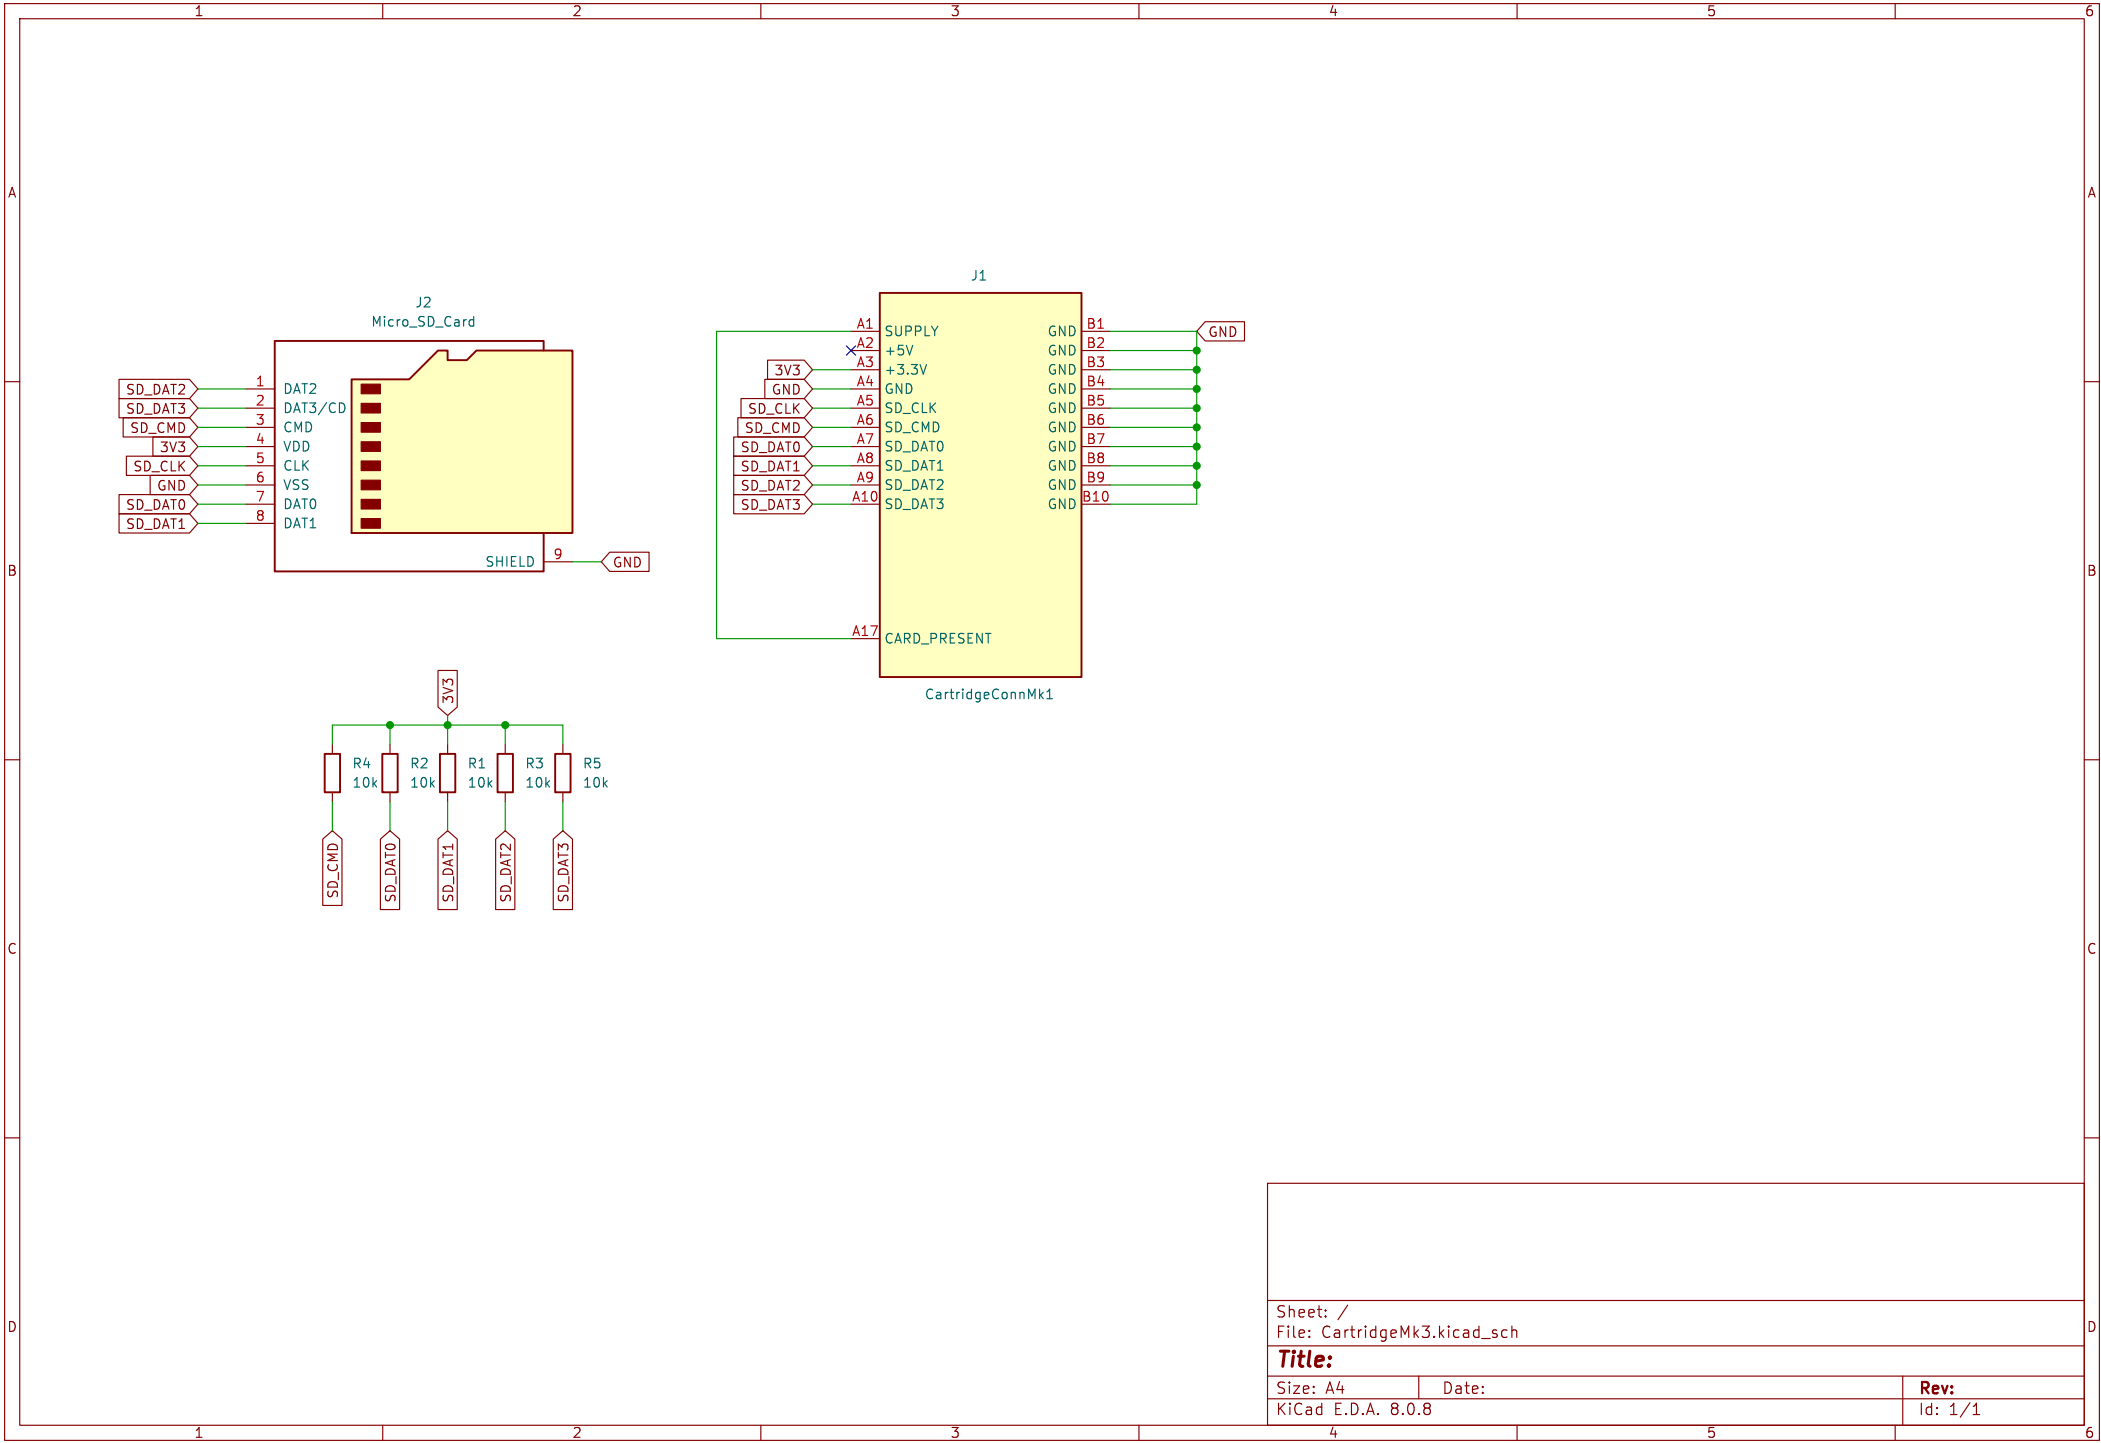 1 2 3 4 5 6
A A
J1
J2
Micro_SD_Card
A1 SUPPLY GND B1 GND
A2 +5V GND B2
3V3 A3 +3.3V GND B3
GND A4 GND GND B4
SD_CLK A5 SD_CLK GND B5
SD_CMD A6 SD_CMD GND B6
SD_DAT0 A7 SD_DAT0 GND B7
SD_DAT1 A8 SD_DAT1 GND B8
SD_DAT2 A9 SD_DAT2 GND B9
SD_DAT3 A10 SD_DAT3 GND B10
A17 CARD_PRESENT
CartridgeConnMk1
SD_DAT2 1 DAT2
SD_DAT3 2 DAT3/CD
SD_CMD 3 CMD
3V3 4 VDD
SD_CLK 5 CLK
GND 6 VSS
SD_DAT0 7 DAT0
SD_DAT1 8 DAT1
SHIELD 9 GND
B B
3V3
R4 R2 R1 R3 R5
10k 10k 10k 10k 10k
SD_CMD
SD_DAT0
SD_DAT1
SD_DAT2
SD_DAT3
C C
D D
Sheet: /
File: CartridgeMk3.kicad_sch
Title:
Size: A4 Date: Rev:
KiCad E.D.A. 8.0.8 Id: 1/1
1 2 3 4 5 6